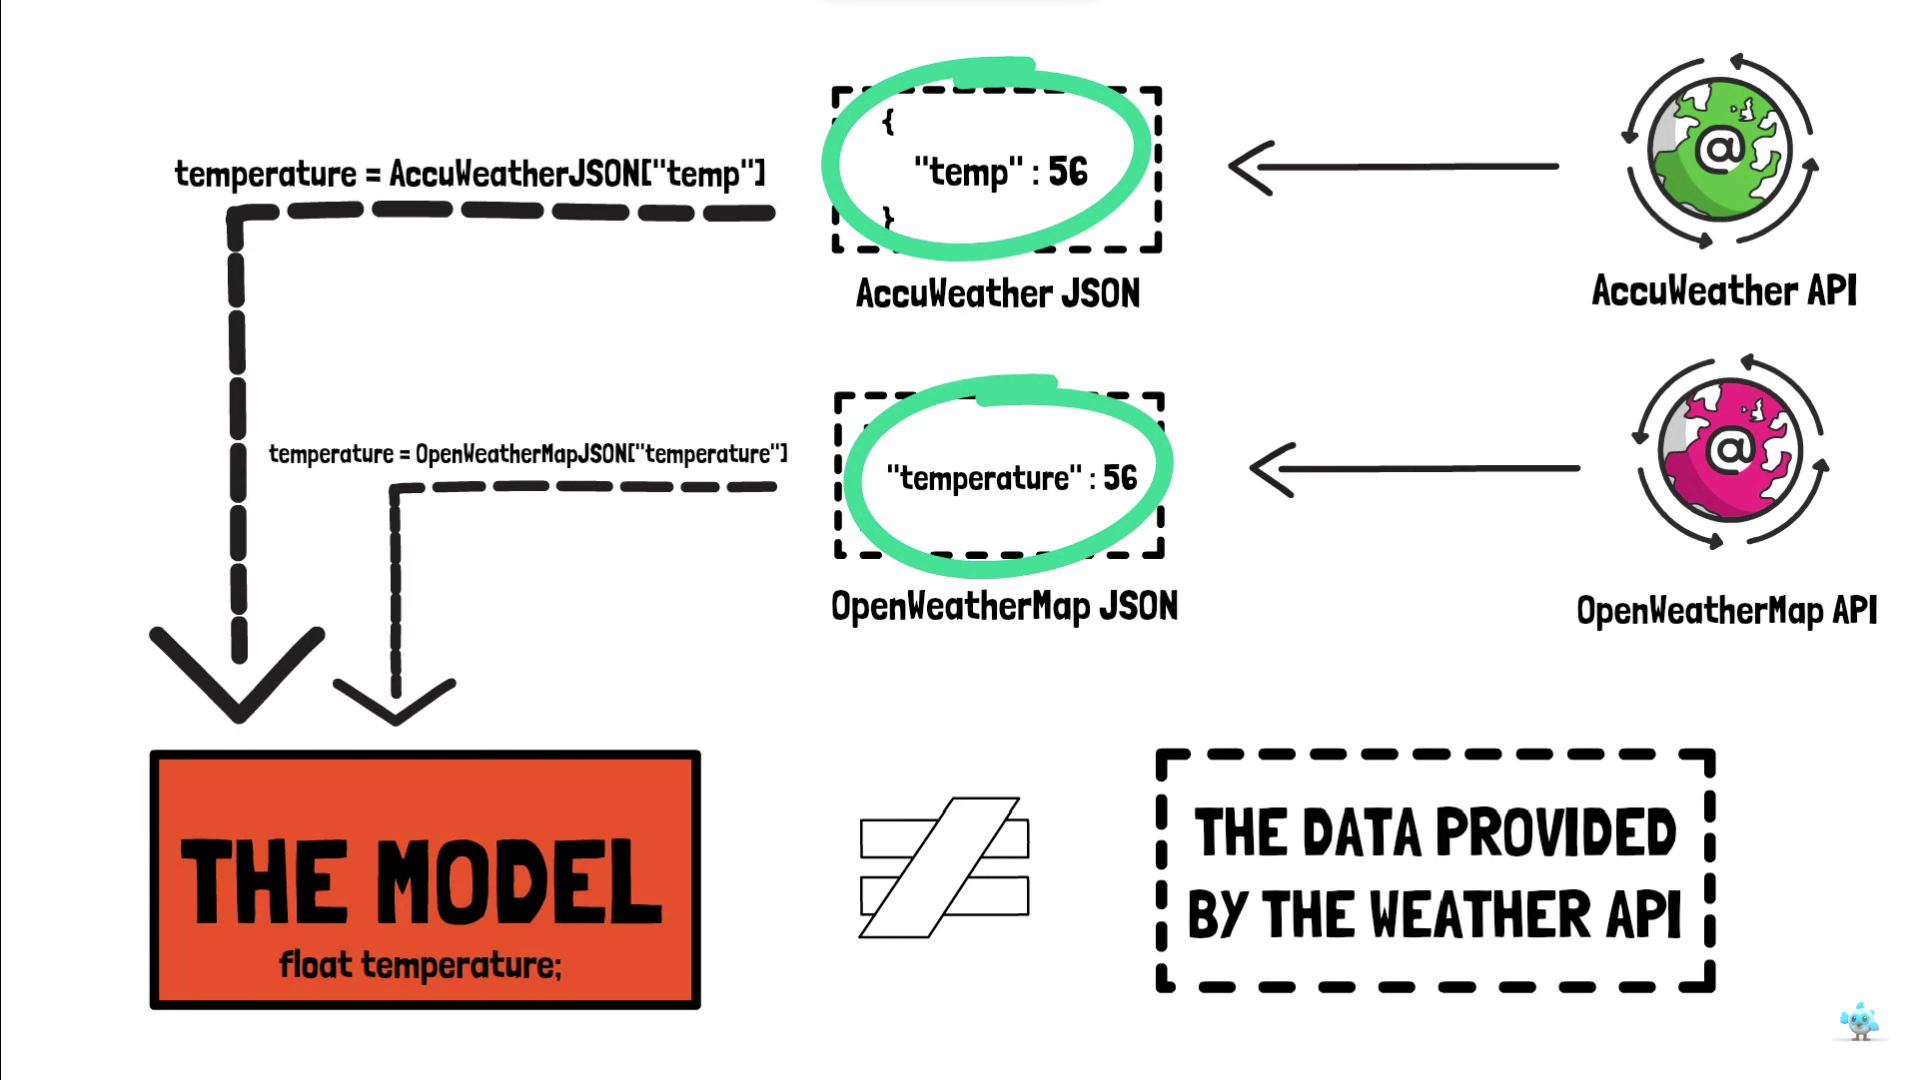 {
temperature = AccuWeatherJSON["temp"]
"temp" : 56
}
@
AccuWeather JSON
AccuWeather API
temperature = OpenWeatherMapJSON["temperature"]
"temperature" : 56
@
OpenWeatherMap JSON
OpenWeatherMap API
THE MODEL
float temperature;
≠
THE DATA PROVIDED
BY THE WEATHER API